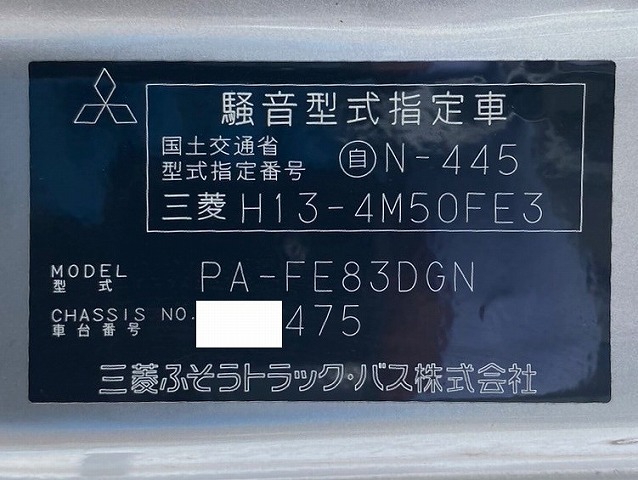 騒音型式指定車
国土交通省
型式指定番号 自N-445
三菱 H13-4M50FE3
MODEL PA-FE83DGN
型式
CHASSIS NO. 475
車台番号
三菱ふそうトラック・バス株式会社